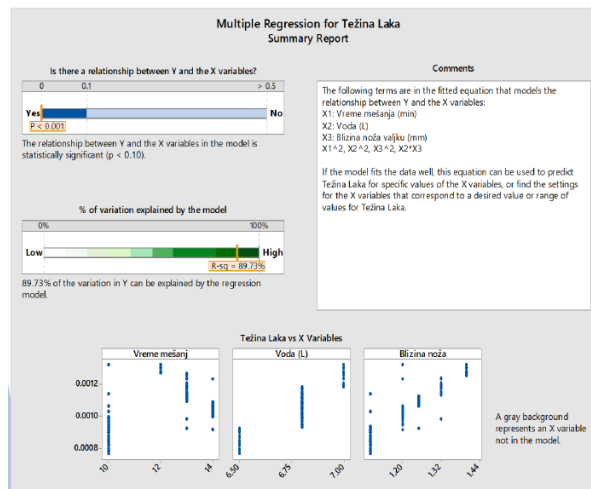 Multiple Regression for Težina Laka
Summary Report
Is there a relationship between Y and the X variables?
0 0.1 > 0.5
Yes No
P < 0.001
The relationship between Y and the X variables in the model is
statistically significant (p < 0.10).
% of variation explained by the model
0% 100%
Low High
R-sq = 89.73%
89.73% of the variation in Y can be explained by the regression
model.
Comments
The following terms are in the fitted equation that models the
relationship between Y and the X variables:
X1: Vreme mešanja (min)
X2: Voda (L)
X3: Blizina noža valjku (mm)
X1^2, X2^2, X3^2, X2*X3
If the model fits the data well, this equation can be used to predict
Težina Laka for specific values of the X variables, or find the settings
for the X variables that correspond to a desired value or range of
values for Težina Laka.
Težina Laka vs X Variables
Vreme mešanj Voda (L) Blizina noža
0.0012
0.0010
0.0008
10 12 14 6.50 6.75 7.00 1.20 1.32 1.44
A gray background
represents an X variable
not in the model.